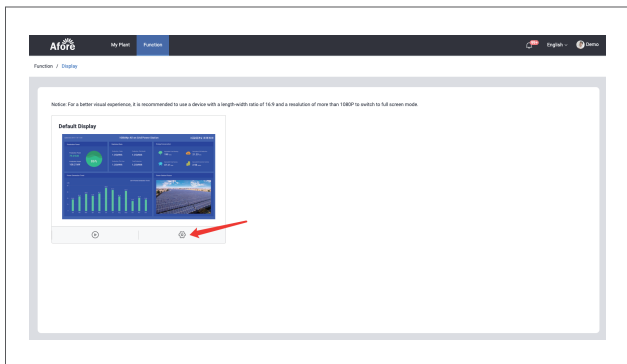 Afore
My Plant Function
99+ English Demo
Function / Display
Notice: For a better visual experience, it is recommended to use a device with a length-width ratio of 16:9 and a resolution of more than 1080P to switch to full screen mode.
Default Display